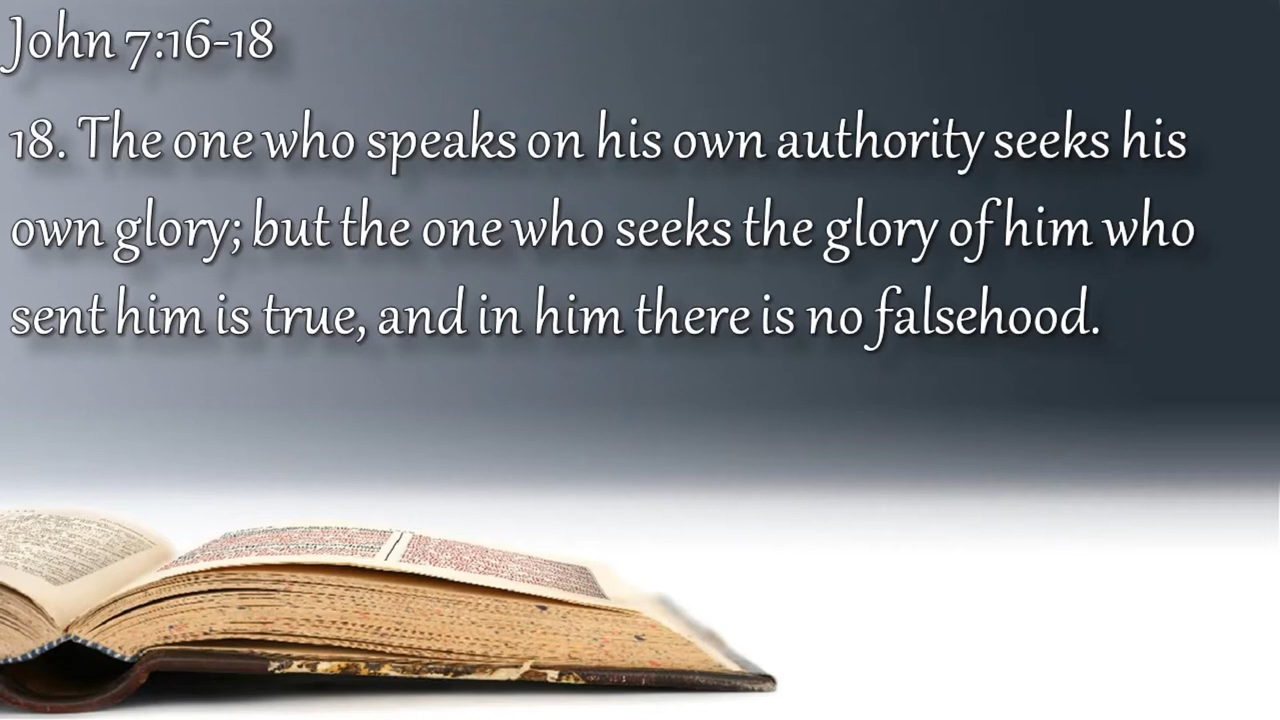 John 7:16-18
18. The one who speaks on his own authority seeks his
own glory; but the one who seeks the glory of him who
sent him is true, and in him there is no falsehood.